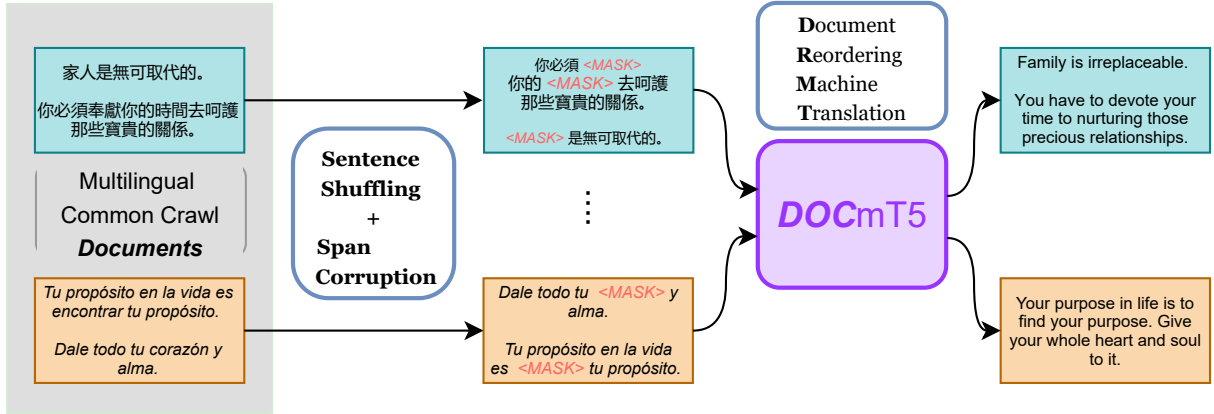 家人是無可取代的。
你必須奉獻你的時間去呵護
那些寶貴的關係。
Multilingual
Common Crawl
Documents
Tu propósito en la vida es
encontrar tu propósito.
Dale todo tu corazón y
alma.
Sentence
Shuffling
+
Span
Corruption
你必須 <MASK>
你的 <MASK> 去呵護
那些寶貴的關係。
<MASK> 是無可取代的。
Dale todo tu <MASK> y
alma.
Tu propósito en la vida
es <MASK> tu propósito.
Document
Reordering
Machine
Translation
DOCmT5
Family is irreplaceable.
You have to devote your
time to nurturing those
precious relationships.
Your purpose in life is to
find your purpose. Give
your whole heart and soul
to it.